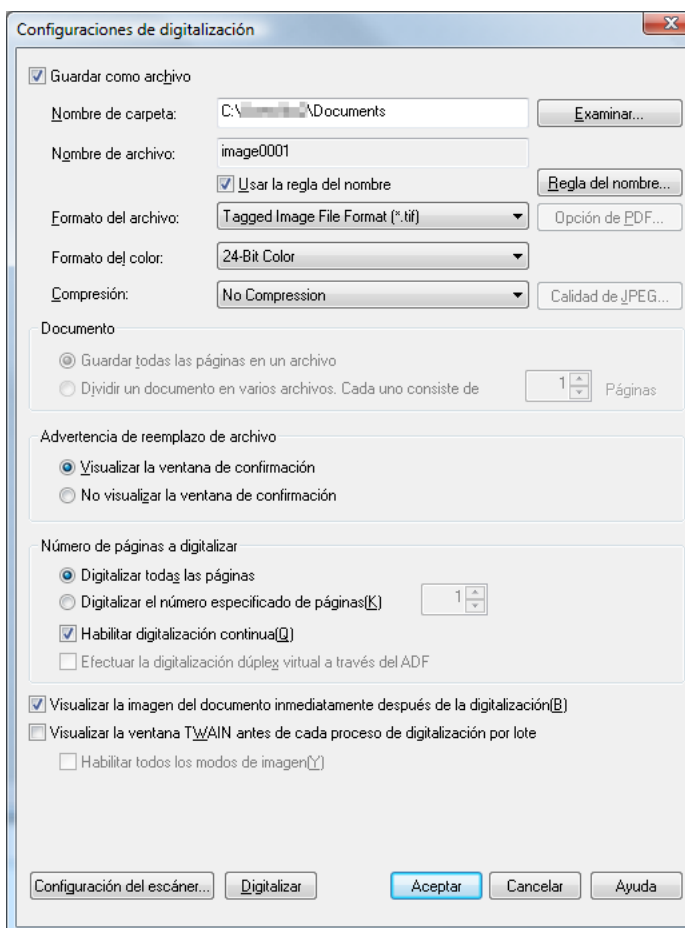 Configuraciones de digitalización
Guardar como archivo
Nombre de carpeta: C:\ \Documents Examinar...
Nombre de archivo: image0001
Usar la regla del nombre Regla del nombre...
Formato del archivo: Tagged Image File Format (*.tif) Opción de PDF...
Formato del color: 24-Bit Color
Compresión: No Compression Calidad de JPEG...
Documento
Guardar todas las páginas en un archivo
Dividir un documento en varios archivos. Cada uno consiste de 1 Páginas
Advertencia de reemplazo de archivo
Visualizar la ventana de confirmación
No visualizar la ventana de confirmación
Número de páginas a digitalizar
Digitalizar todas las páginas
Digitalizar el número especificado de páginas(K) 1
Habilitar digitalización continua(Q)
Efectuar la digitalización dúplex virtual a través del ADF
Visualizar la imagen del documento inmediatamente después de la digitalización(B)
Visualizar la ventana TWAIN antes de cada proceso de digitalización por lote
Habilitar todos los modos de imagen(Y)
Configuración del escáner... Digitalizar Aceptar Cancelar Ayuda